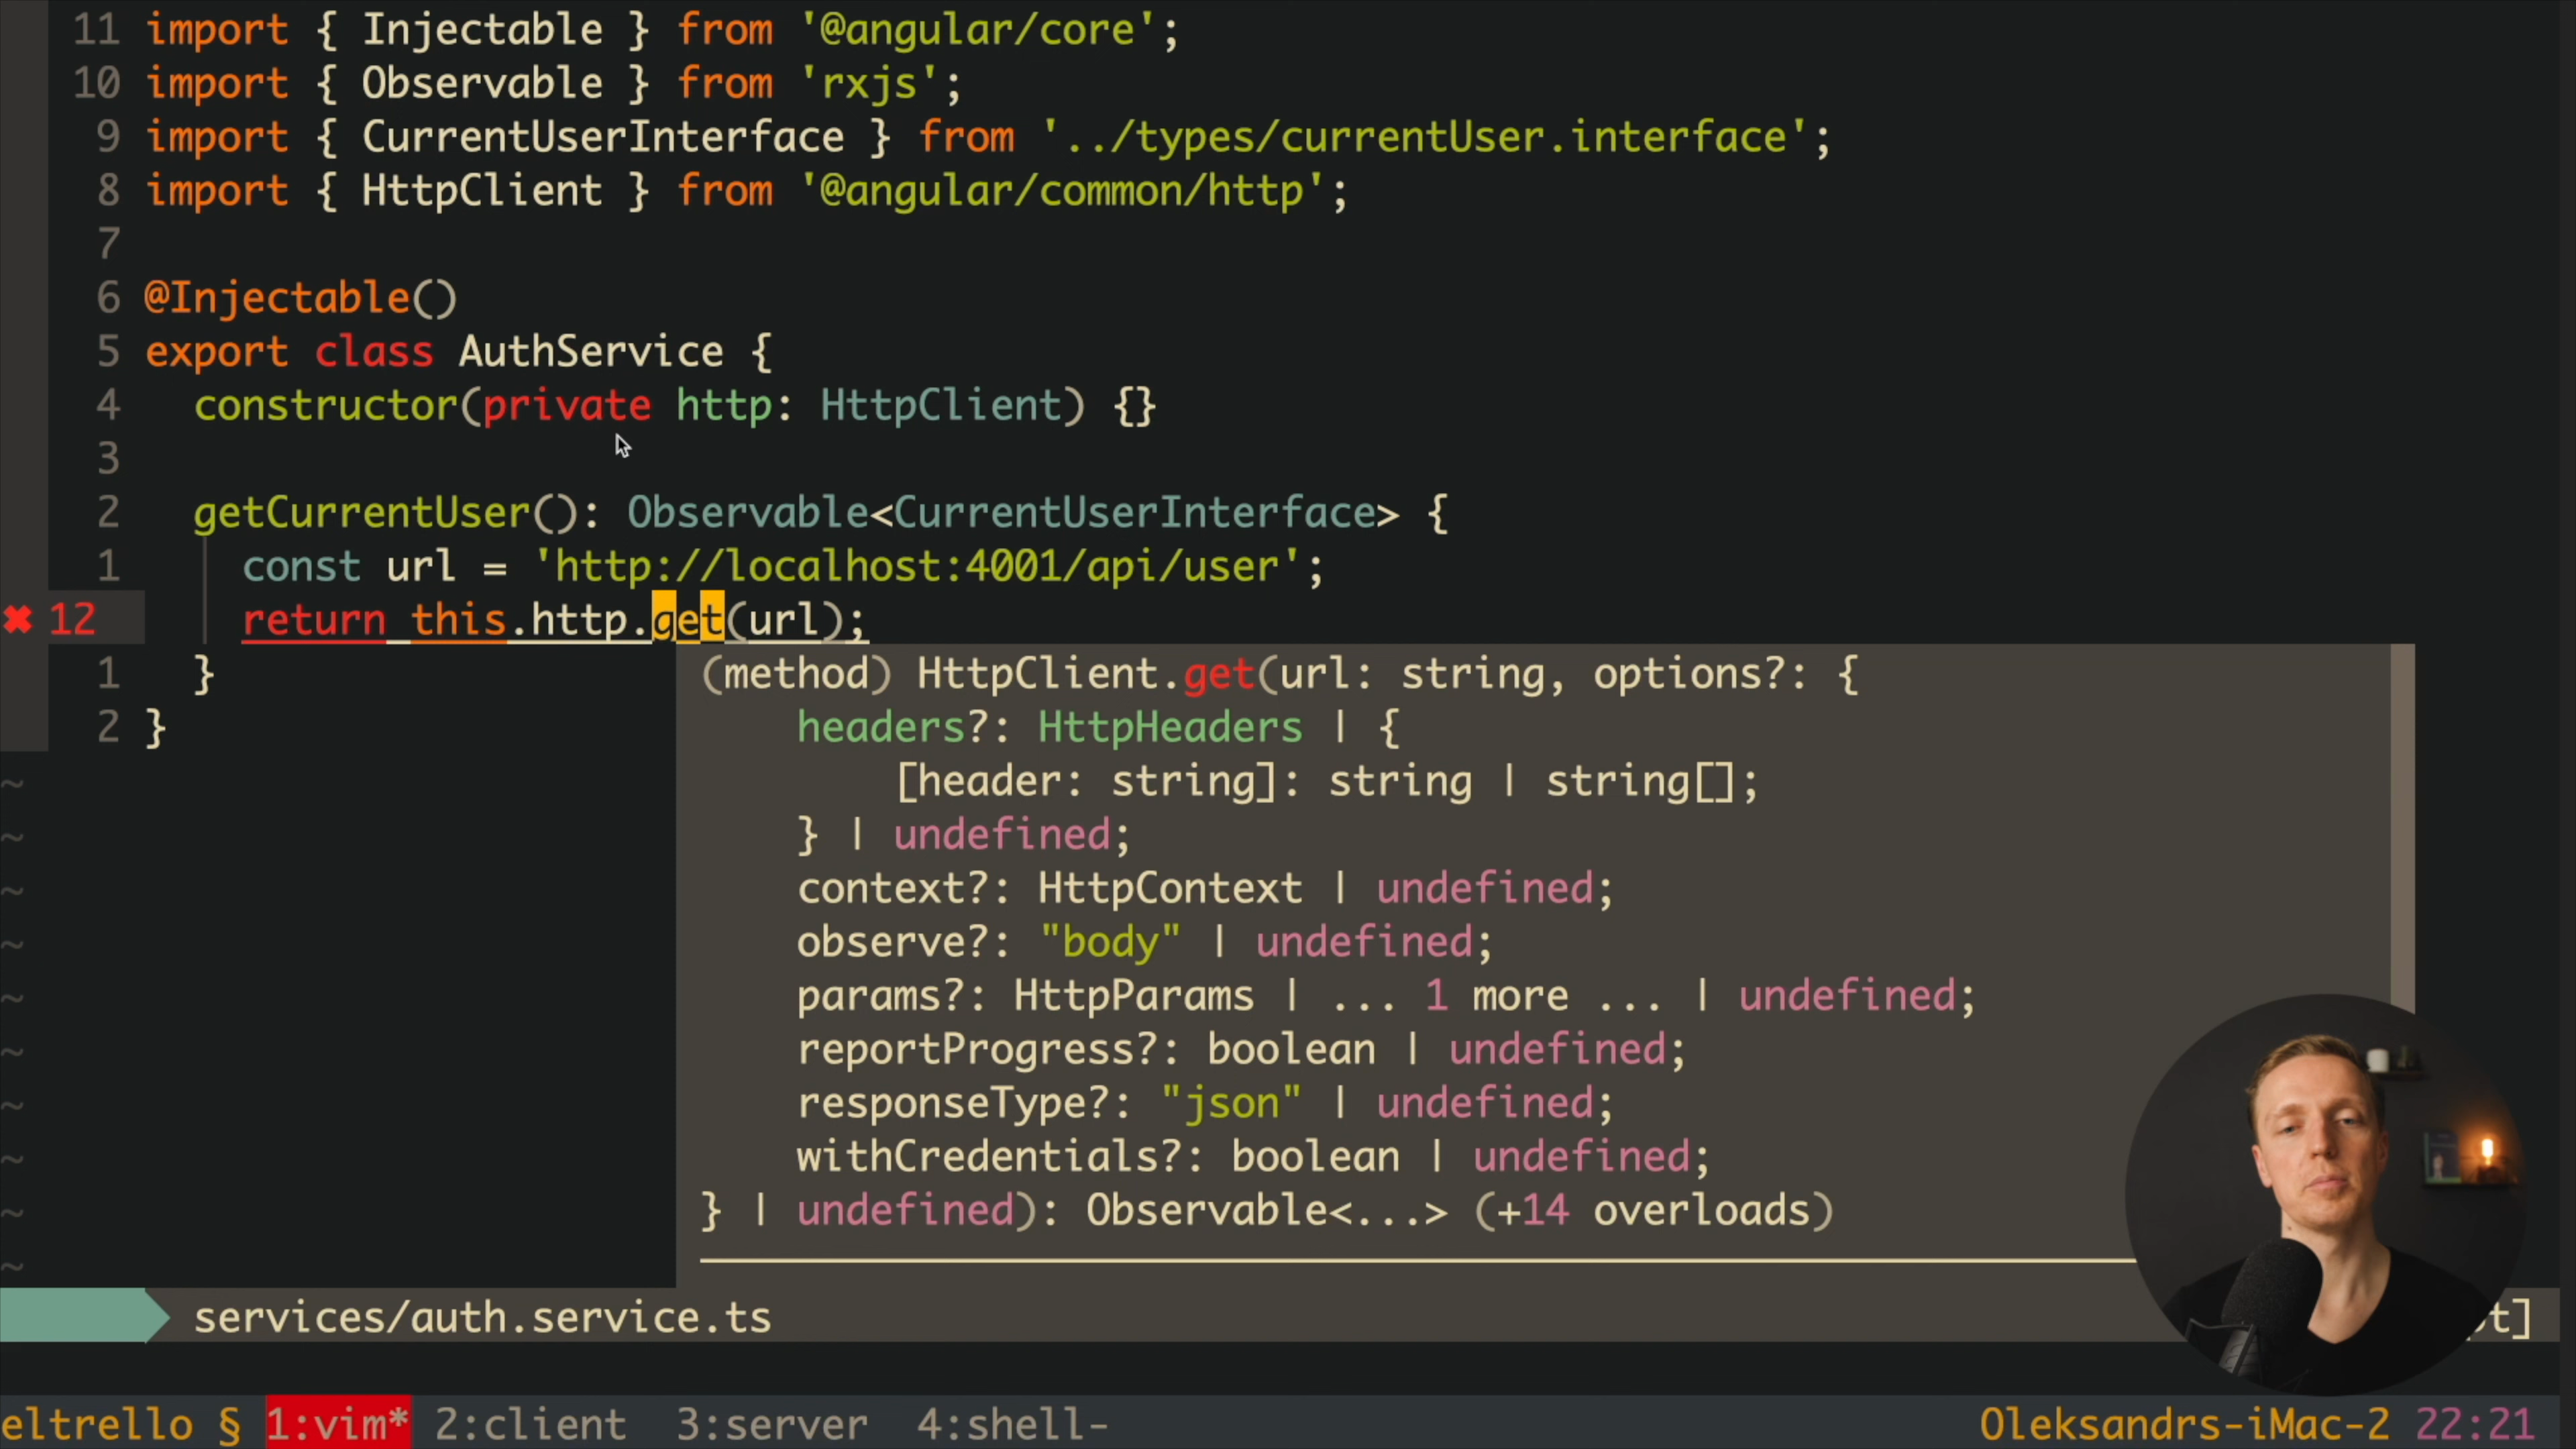 11 import { Injectable } from '@angular/core';
10 import { Observable } from 'rxjs';
9 import { CurrentUserInterface } from '../types/currentUser.interface';
8 import { HttpClient } from '@angular/common/http';
7
6 @Injectable()
5 export class AuthService {
4 constructor(private http: HttpClient) {}
3
2 getCurrentUser(): Observable<CurrentUserInterface> {
1 const url = 'http://localhost:4001/api/user';
✖ 12 return this.http.get(url);
1 }
2 }
(method) HttpClient.get(url: string, options?: {
headers?: HttpHeaders | {
[header: string]: string | string[];
} | undefined;
context?: HttpContext | undefined;
observe?: "body" | undefined;
params?: HttpParams | ... 1 more ... | undefined;
reportProgress?: boolean | undefined;
responseType?: "json" | undefined;
withCredentials?: boolean | undefined;
} | undefined): Observable<...> (+14 overloads)
~
~
~
~
~
~
~
~
~
~
services/auth.service.ts
eltrello § 1:vim* 2:client 3:server 4:shell- Oleksandrs-iMac-2 22:21